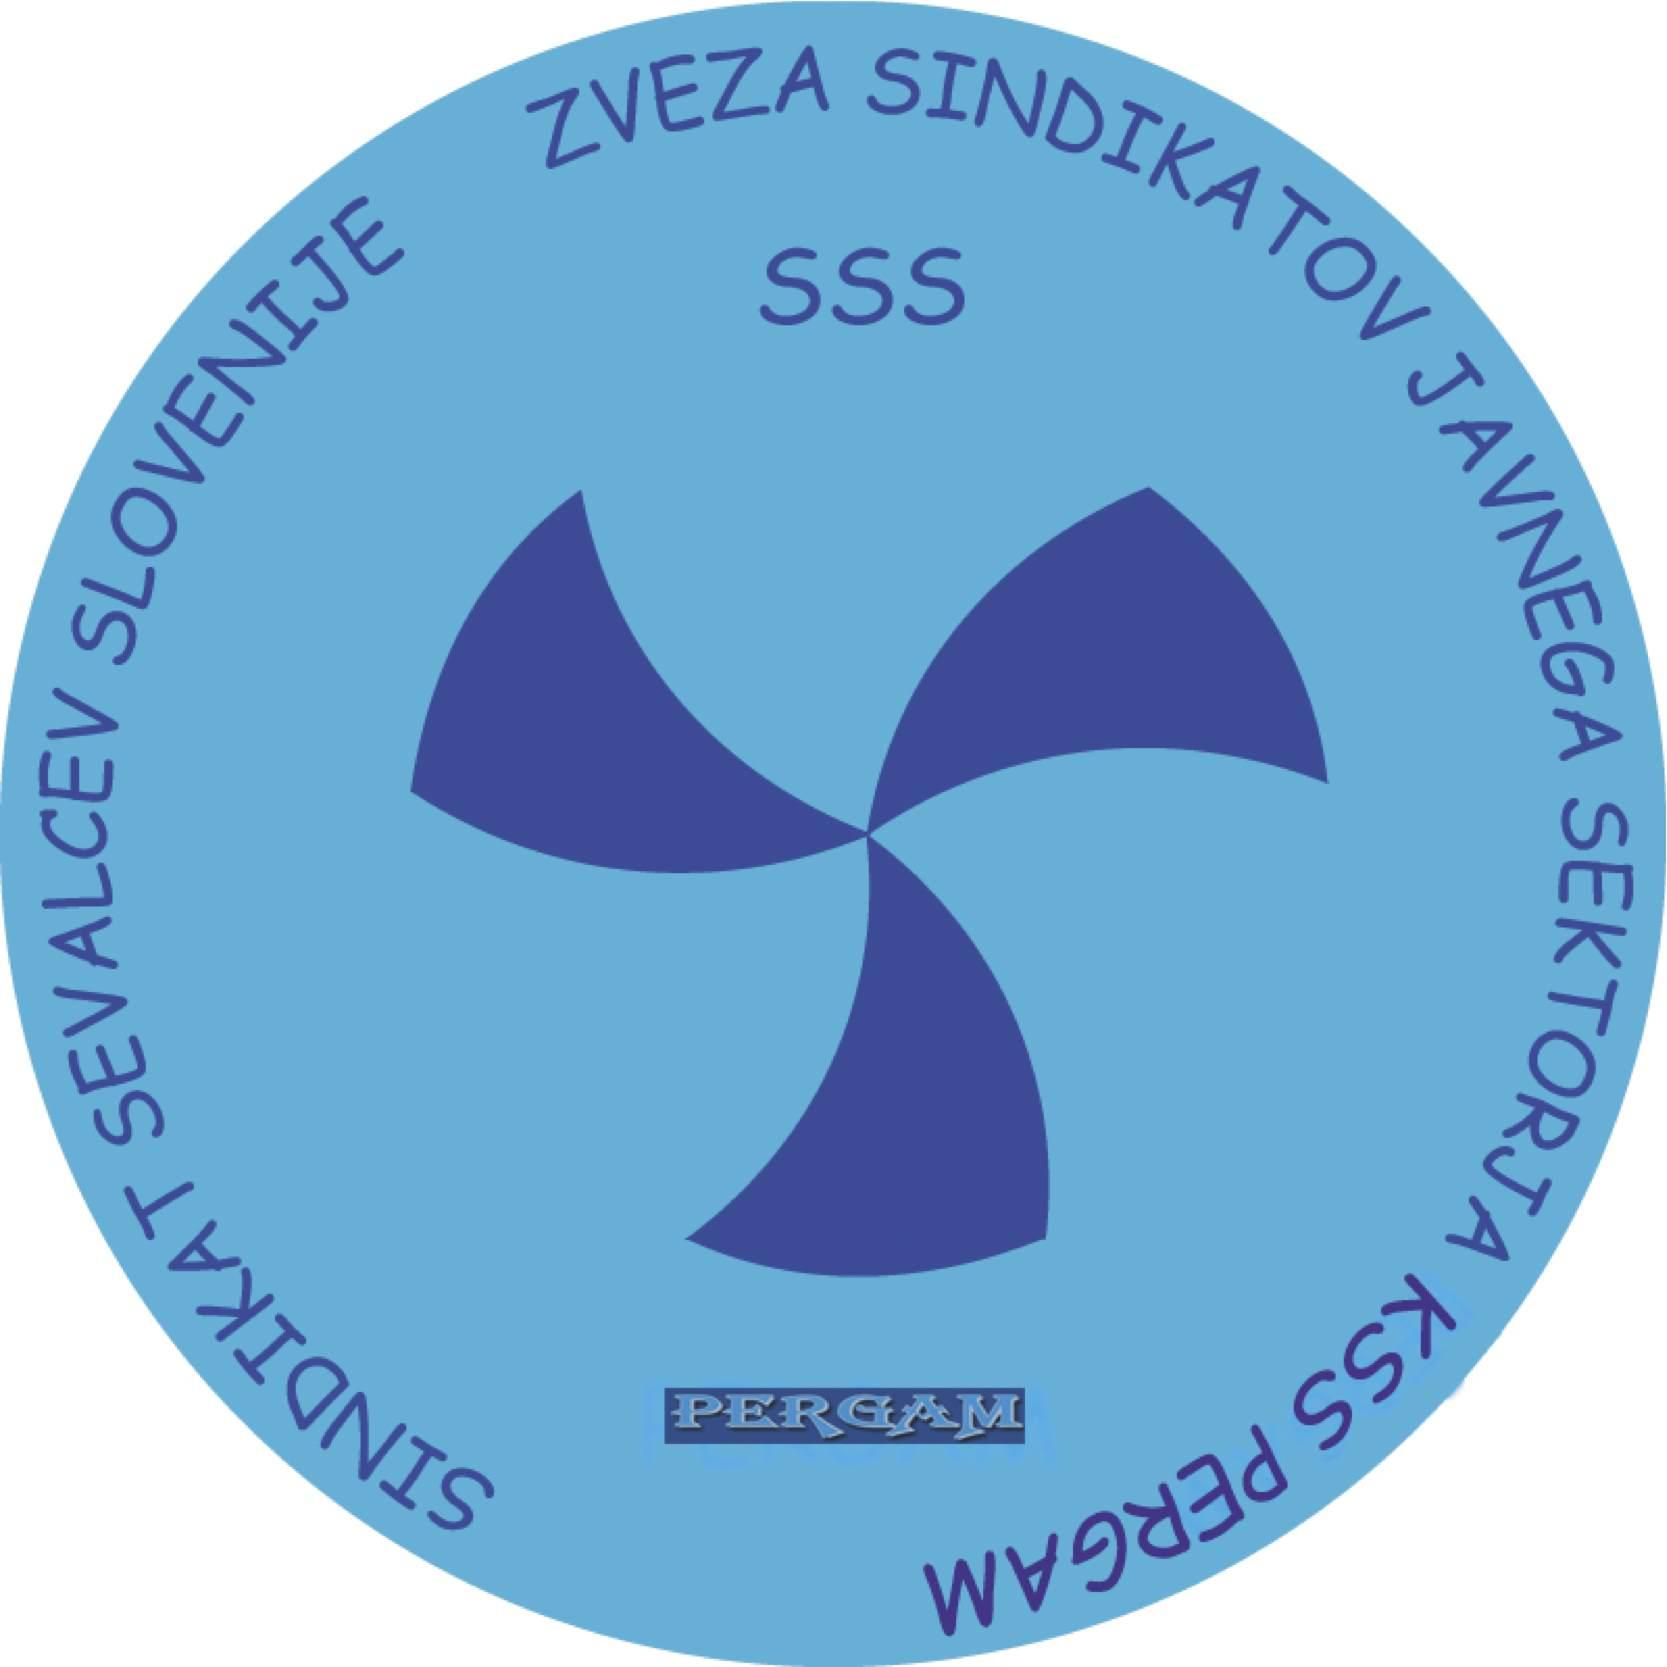 SINDIKAT SEVALCEV SLOVENIJE
ZVEZA SINDIKATOV JAVNEGA SEKTORJA KSS PERGAM
SSS
PERGAM